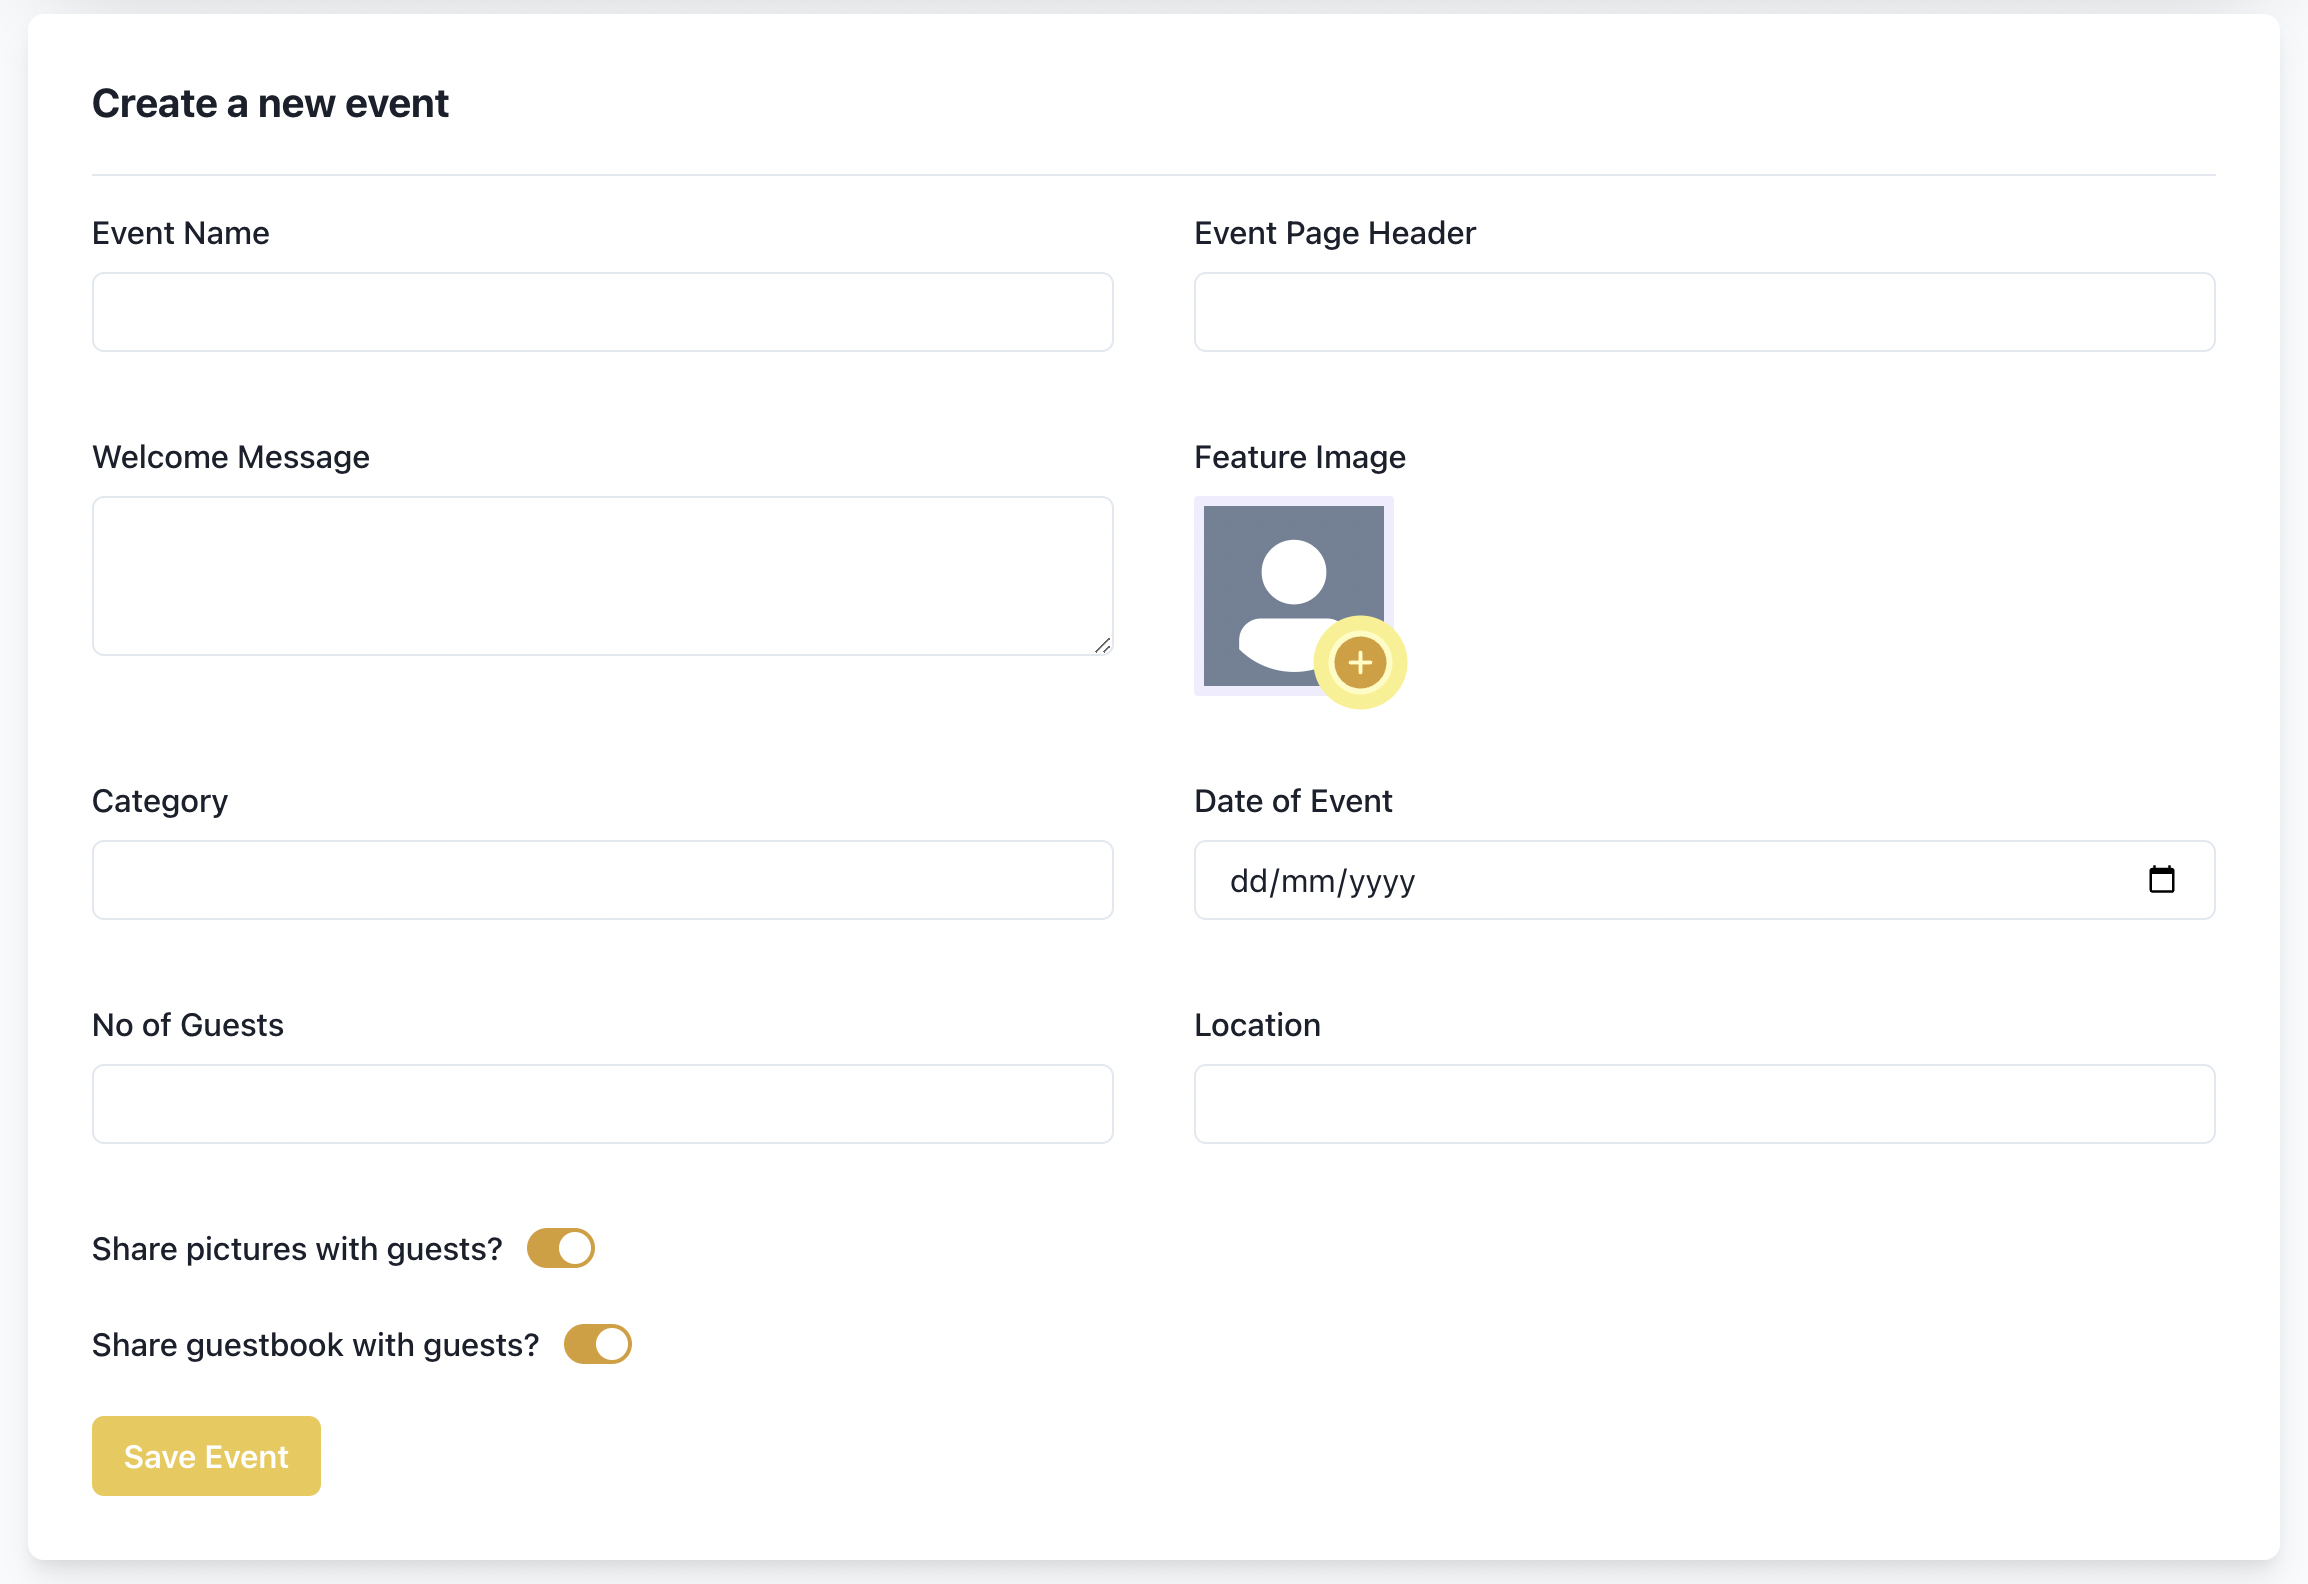 Create a new event
Event Name
Event Page Header
Welcome Message
Feature Image
Category
Date of Event
dd/mm/yyyy
No of Guests
Location
Share pictures with guests?
Share guestbook with guests?
Save Event